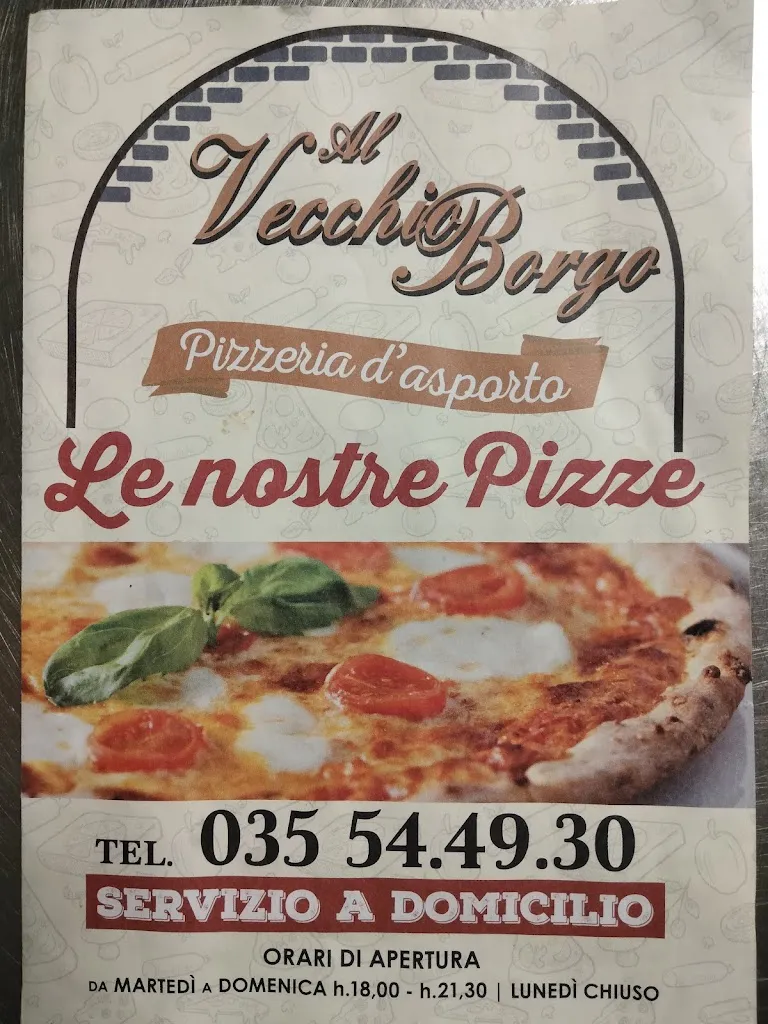 Al
Vecchio Borgo
Pizzeria d'asporto
Le nostre Pizze
TEL. 035 54.49.30
SERVIZIO A DOMICILIO
ORARI DI APERTURA
DA MARTEDÌ A DOMENICA h.18,00 - h.21,30 | LUNEDÌ CHIUSO